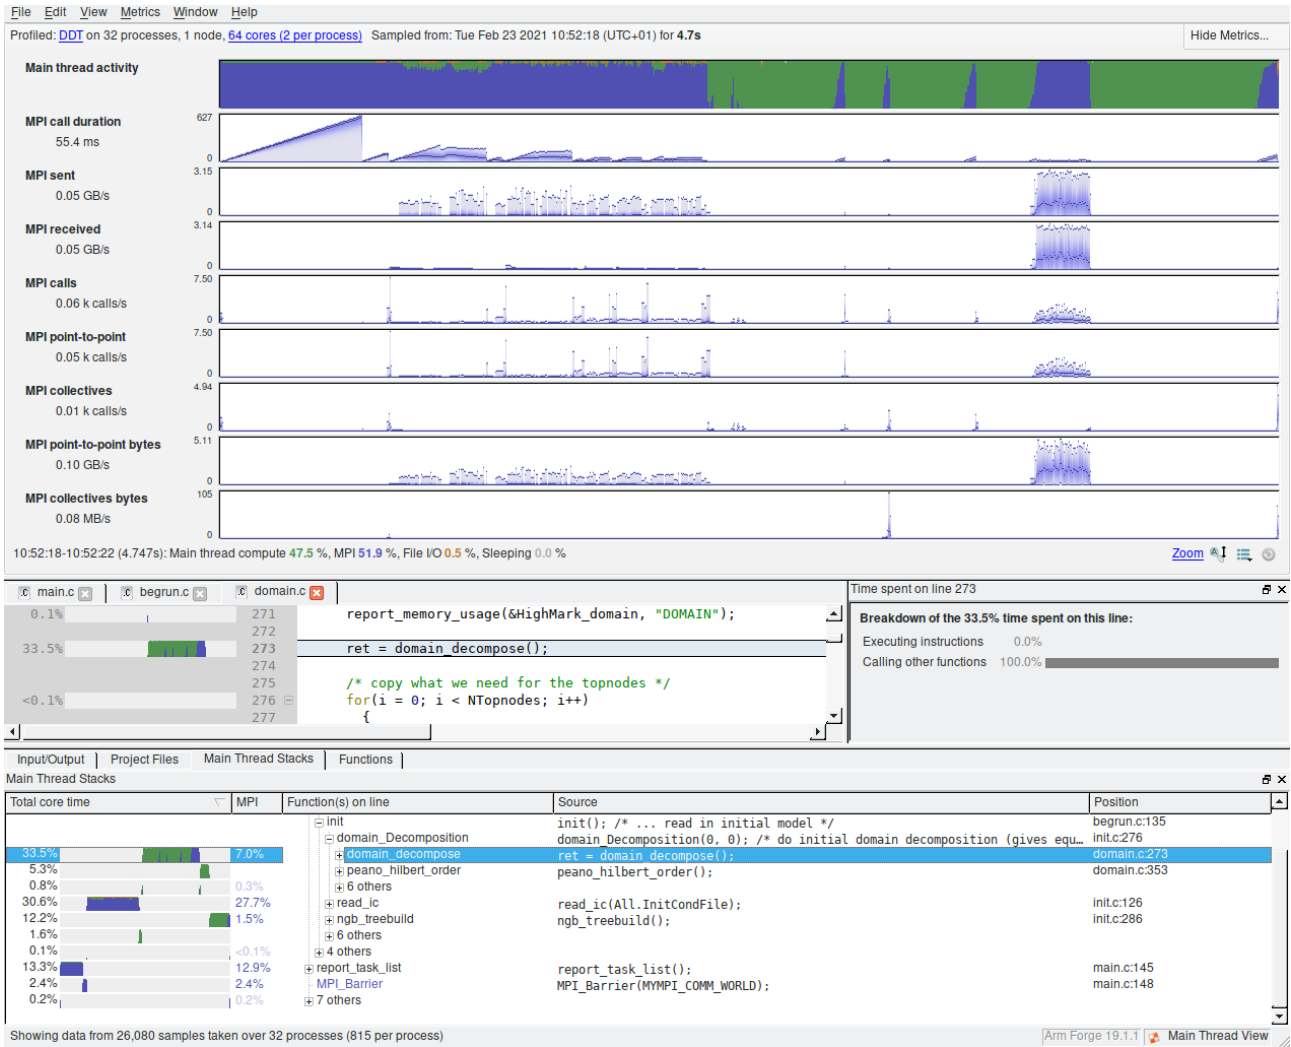 File Edit View Metrics Window Help
Profiled: DDT on 32 processes, 1 node, 64 cores (2 per process) Sampled from: Tue Feb 23 2021 10:52:18 (UTC+01) for 4.7s Hide Metrics...
Main thread activity
MPI call duration 627
55.4 ms
0
MPI sent 3.15
0.05 GB/s
0
MPI received 3.14
0.05 GB/s
0
MPI calls 7.50
0.06 k calls/s
0
MPI point-to-point 7.50
0.05 k calls/s
0
MPI collectives 4.94
0.01 k calls/s
0
MPI point-to-point bytes 5.11
0.10 GB/s
0
MPI collectives bytes 105
0.08 MB/s
0
10:52:18-10:52:22 (4.747s): Main thread compute 47.5 %, MPI 51.9 %, File I/O 0.5 %, Sleeping 0.0 % Zoom
main.c begrun.c domain.c
0.1% 271 report_memory_usage(&HighMark_domain, "DOMAIN");
272
33.5% 273 ret = domain_decompose();
274
275 /* copy what we need for the topnodes */
<0.1% 276 for(i = 0; i < NTopnodes; i++)
277 {
Time spent on line 273
Breakdown of the 33.5% time spent on this line:
Executing instructions 0.0%
Calling other functions 100.0%
Input/Output Project Files Main Thread Stacks Functions
Main Thread Stacks
Total core time MPI Function(s) on line Source Position
init init(); /* ... read in initial model */ begrun.c:135
domain_Decomposition domain_Decomposition(0, 0); /* do initial domain decomposition (gives equ... init.c:276
33.5% 7.0% domain_decompose ret = domain_decompose(); domain.c:273
5.3% peano_hilbert_order peano_hilbert_order(); domain.c:353
0.8% 0.3% 6 others
30.6% 27.7% read_ic read_ic(All.InitCondFile); init.c:126
12.2% 1.5% ngb_treebuild ngb_treebuild(); init.c:286
1.6% 6 others
0.1% <0.1% 4 others
13.3% 12.9% report_task_list report_task_list(); main.c:145
2.4% 2.4% MPI_Barrier MPI_Barrier(MYMPI_COMM_WORLD); main.c:148
0.2% 0.2% 7 others
Showing data from 26,080 samples taken over 32 processes (815 per process) Arm Forge 19.1.1 Main Thread View